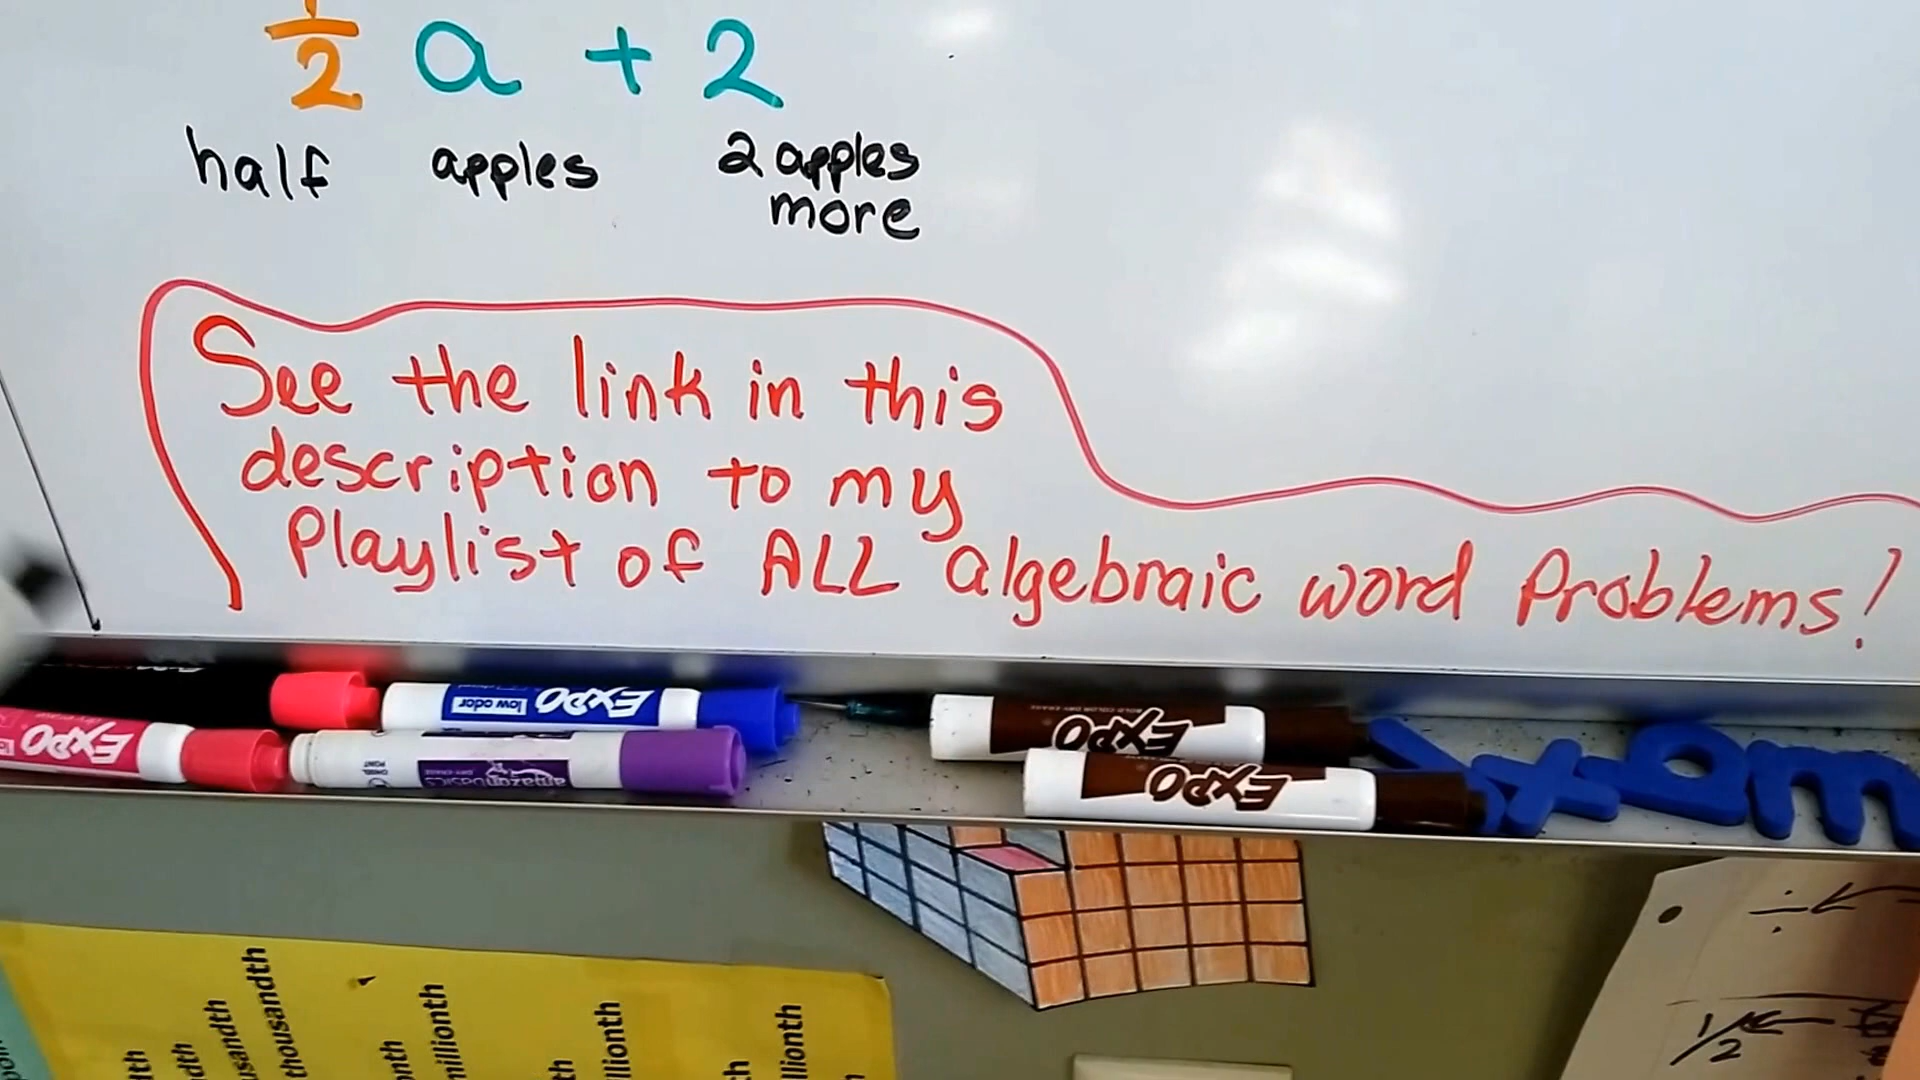 1/2 a + 2
half apples 2 apples
more
See the link in this
description to my
Playlist of ALL algebraic word Problems!
EXPO low odor
EXPO
EXPO
amazonbasics
EXPO
EXPO
thousandth
millionth
1/2